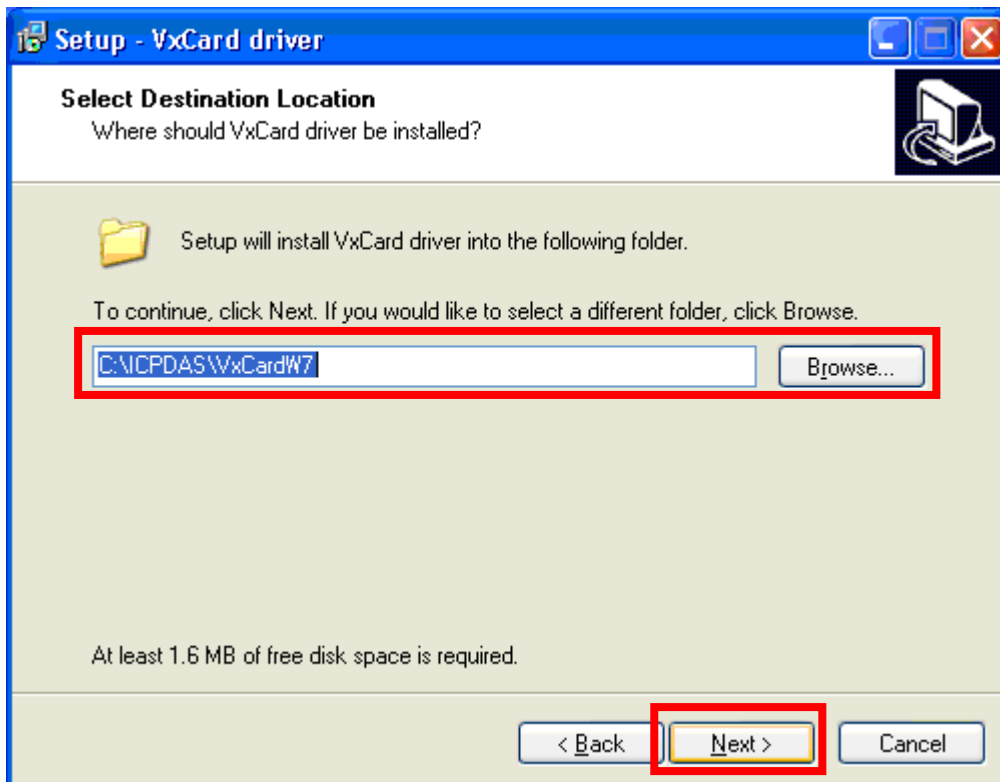 Setup - VxCard driver
Select Destination Location
Where should VxCard driver be installed?
Setup will install VxCard driver into the following folder.
To continue, click Next. If you would like to select a different folder, click Browse.
C:\ICPDAS\VxCardW7
Browse...
At least 1.6 MB of free disk space is required.
< Back
Next >
Cancel